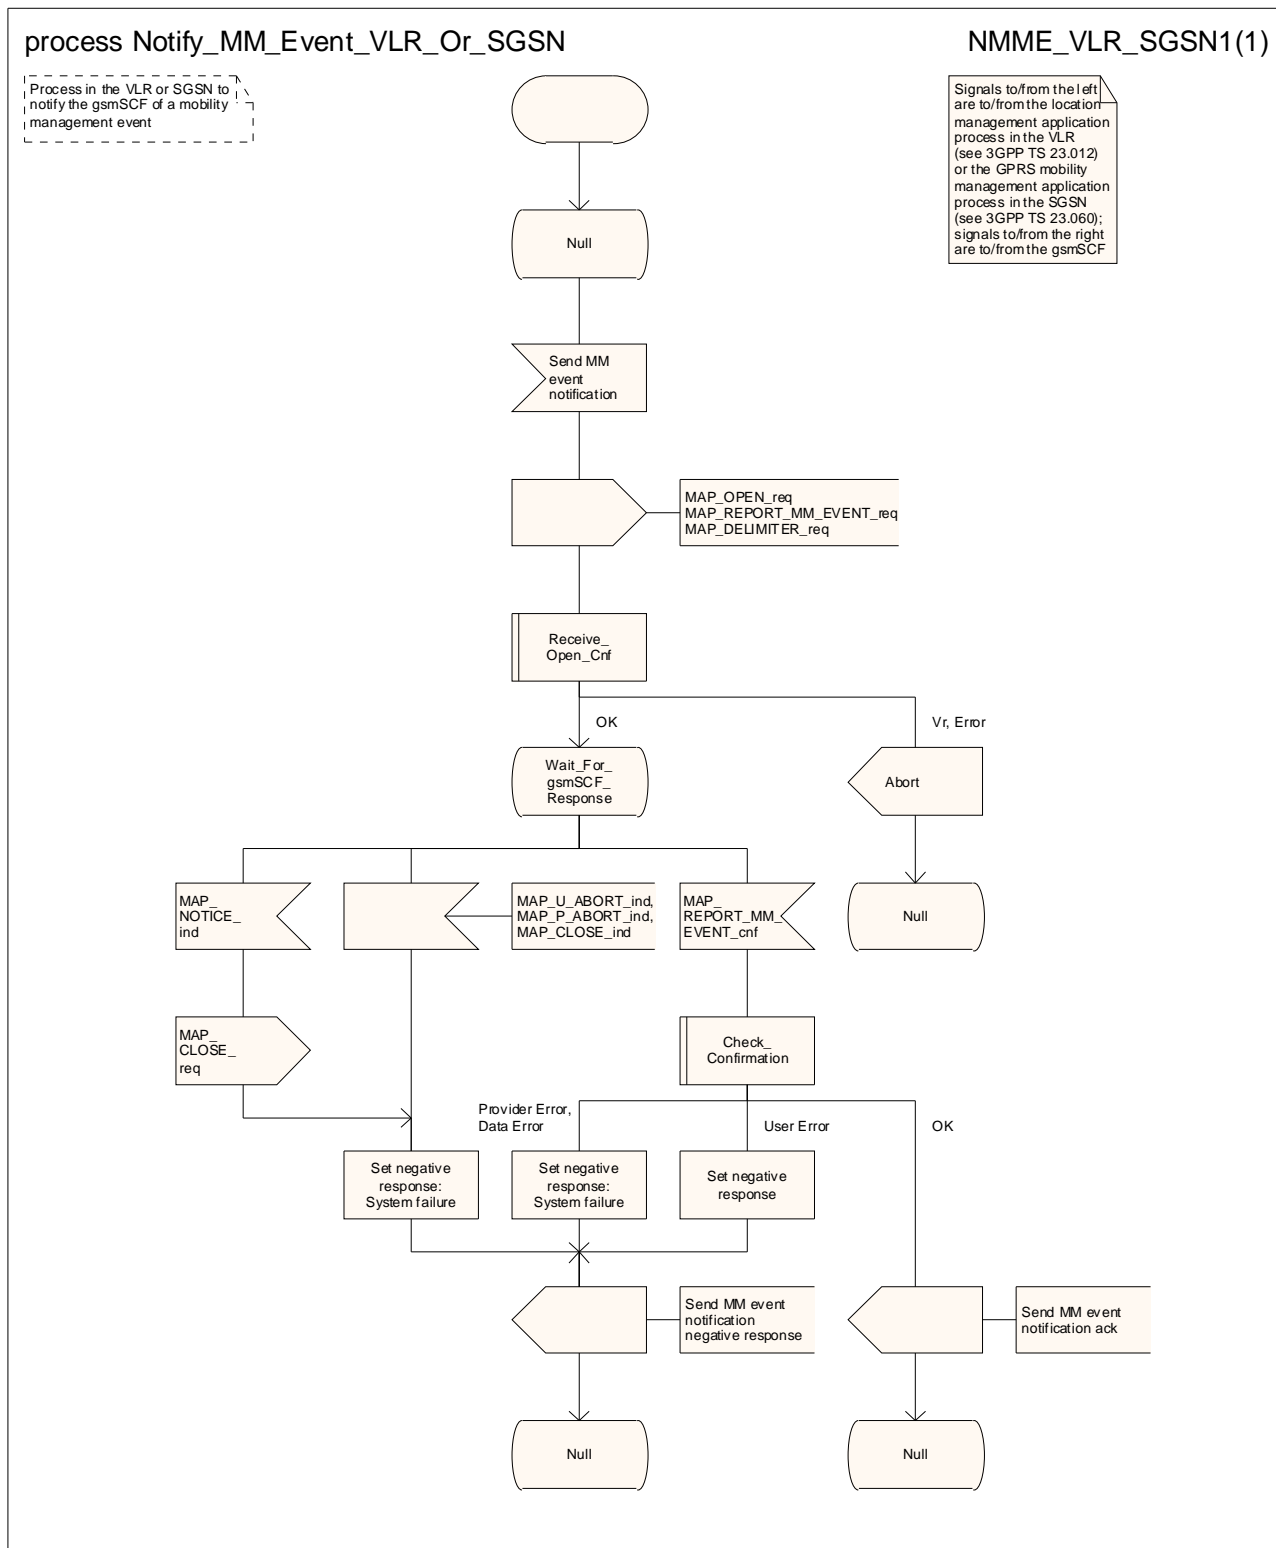 process Notify_MM_Event_VLR_Or_SGSN
NMME_VLR_SGSN1(1)
Process in the VLR or SGSN to
notify the gsmSCF of a mobility
management event
Signals to/from the left
are to/from the location
management application
process in the VLR
(see 3GPP TS 23.012)
or the GPRS mobility
management application
process in the SGSN
(see 3GPP TS 23.060);
signals to/from the right
are to/from the gsmSCF
Null
Send MM
event
notification
MAP_OPEN_req
MAP_REPORT_MM_EVENT_req
MAP_DELIMITER_req
Receive_
Open_Cnf
OK
Vr, Error
Wait_For_
gsmSCF_
Response
Abort
MAP_
NOTICE_
ind
MAP_U_ABORT_ind,
MAP_P_ABORT_ind,
MAP_CLOSE_ind
MAP_
REPORT_MM_
EVENT_cnf
Null
MAP_
CLOSE_
req
Check_
Confirmation
Provider Error,
Data Error
User Error
OK
Set negative
response:
System failure
Set negative
response:
System failure
Set negative
response
Send MM event
notification
negative response
Send MM event
notification ack
Null
Null